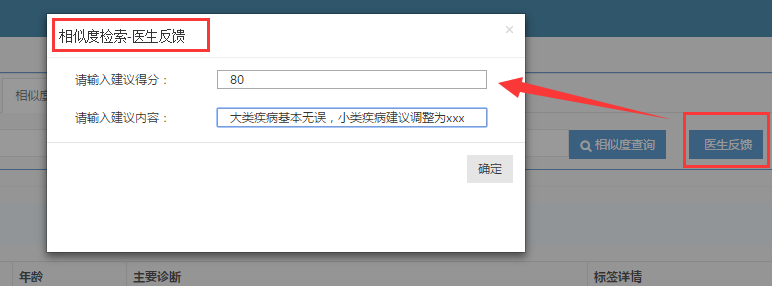 相似度检索-医生反馈
×
请输入建议得分：
80
请输入建议内容：
大类疾病基本无误，小类疾病建议调整为xxx
确定
相似度
相似度查询
医生反馈
年龄
主要诊断
标签详情